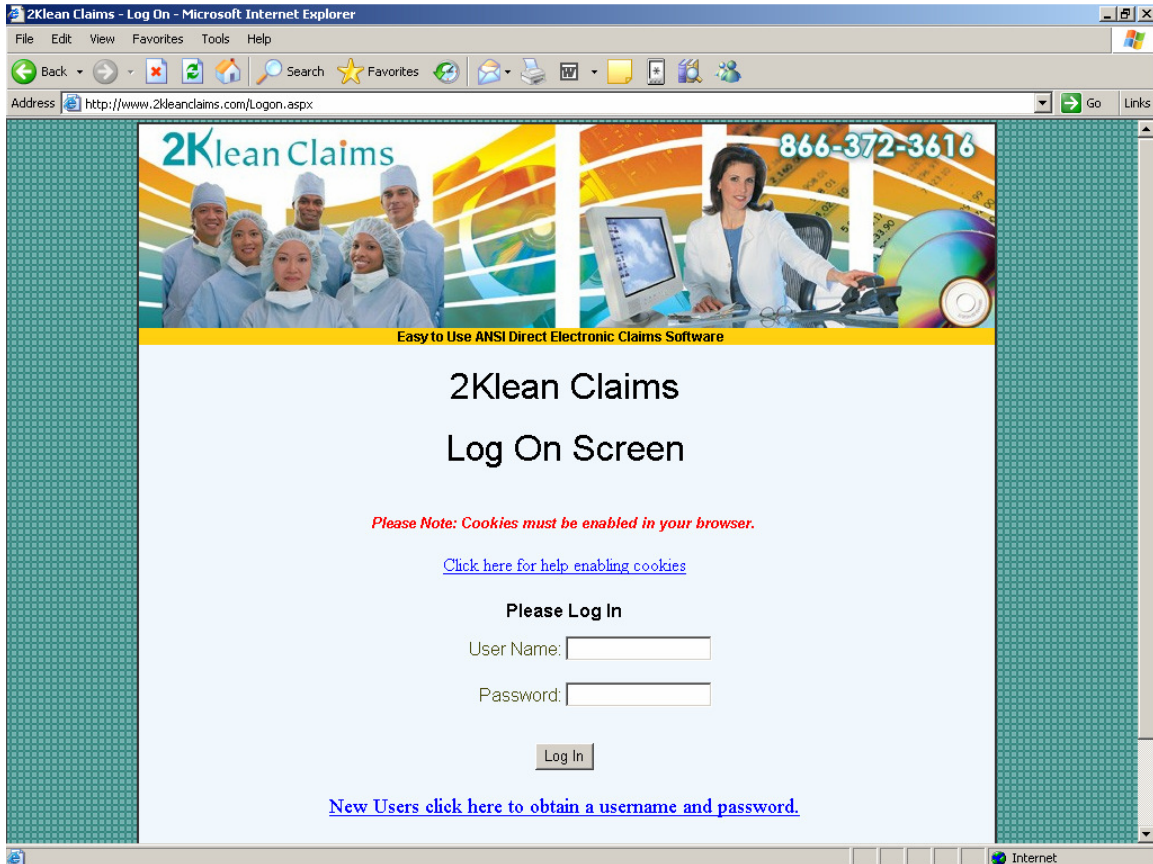 2Klean Claims - Log On - Microsoft Internet Explorer
File Edit View Favorites Tools Help
Back Search Favorites
Address http://www.2kleanclaims.com/Logon.aspx Go Links
2Klean Claims 866-372-3616
Easy to Use ANSI Direct Electronic Claims Software
2Klean Claims
Log On Screen
Please Note: Cookies must be enabled in your browser.
Click here for help enabling cookies
Please Log In
User Name:
Password:
Log In
New Users click here to obtain a username and password.
Internet